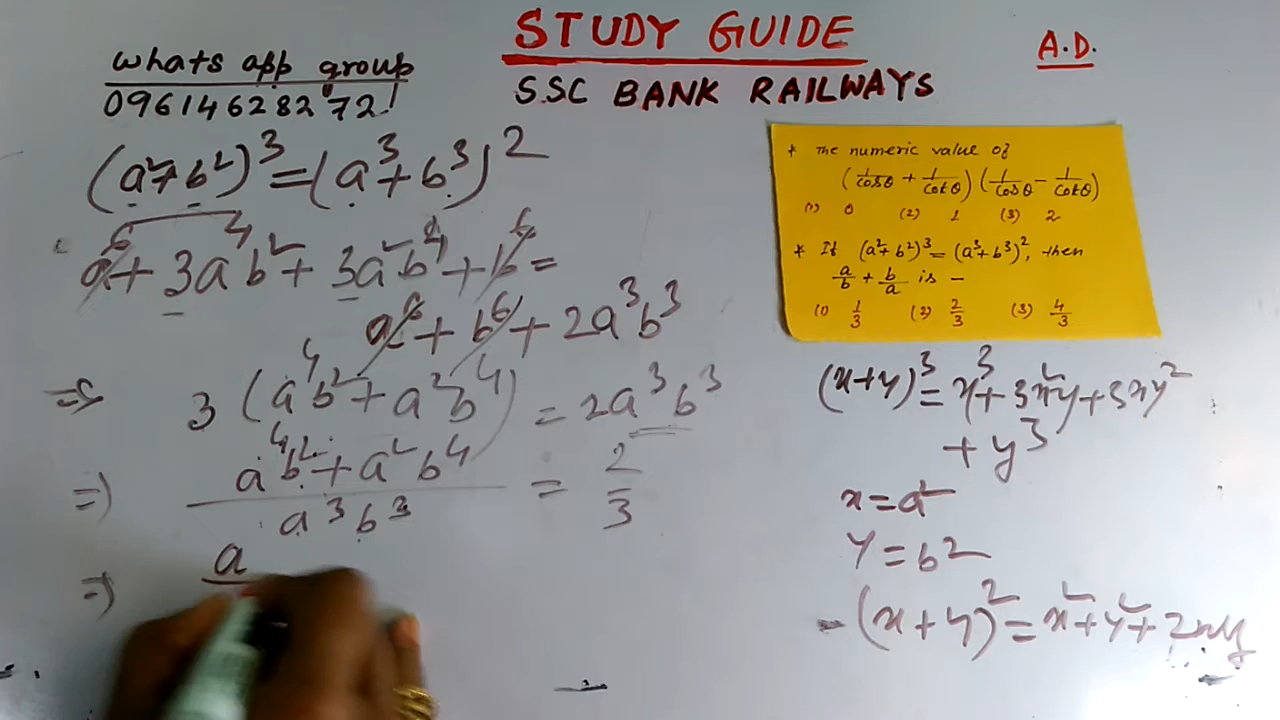 STUDY GUIDE
A.D.
whats app group
09614628272
SSC BANK RAILWAYS
(a²+b²)³=(a³+b³)²
a⁶+3a⁴b²+3a²b⁴+b⁶=
a⁶+b⁶+2a³b³
=> 3(a⁴b²+a²b⁴)=2a³b³
=> a⁴b²+a²b⁴/a³b³ = 2/3
=> a
* The numeric value of
(1/cosθ + 1/cotθ)(1/cosθ - 1/cotθ)
(1) 0 (2) 1 (3) 2
* If (a²+b²)³=(a³+b³)², then
a/b + b/a is -
(1) 1/3 (2) 2/3 (3) 4/3
(x+y)³=x³+3x²y+3xy²
+y³
x=a²
y=b²
(x+y)²=x²+y²+2xy